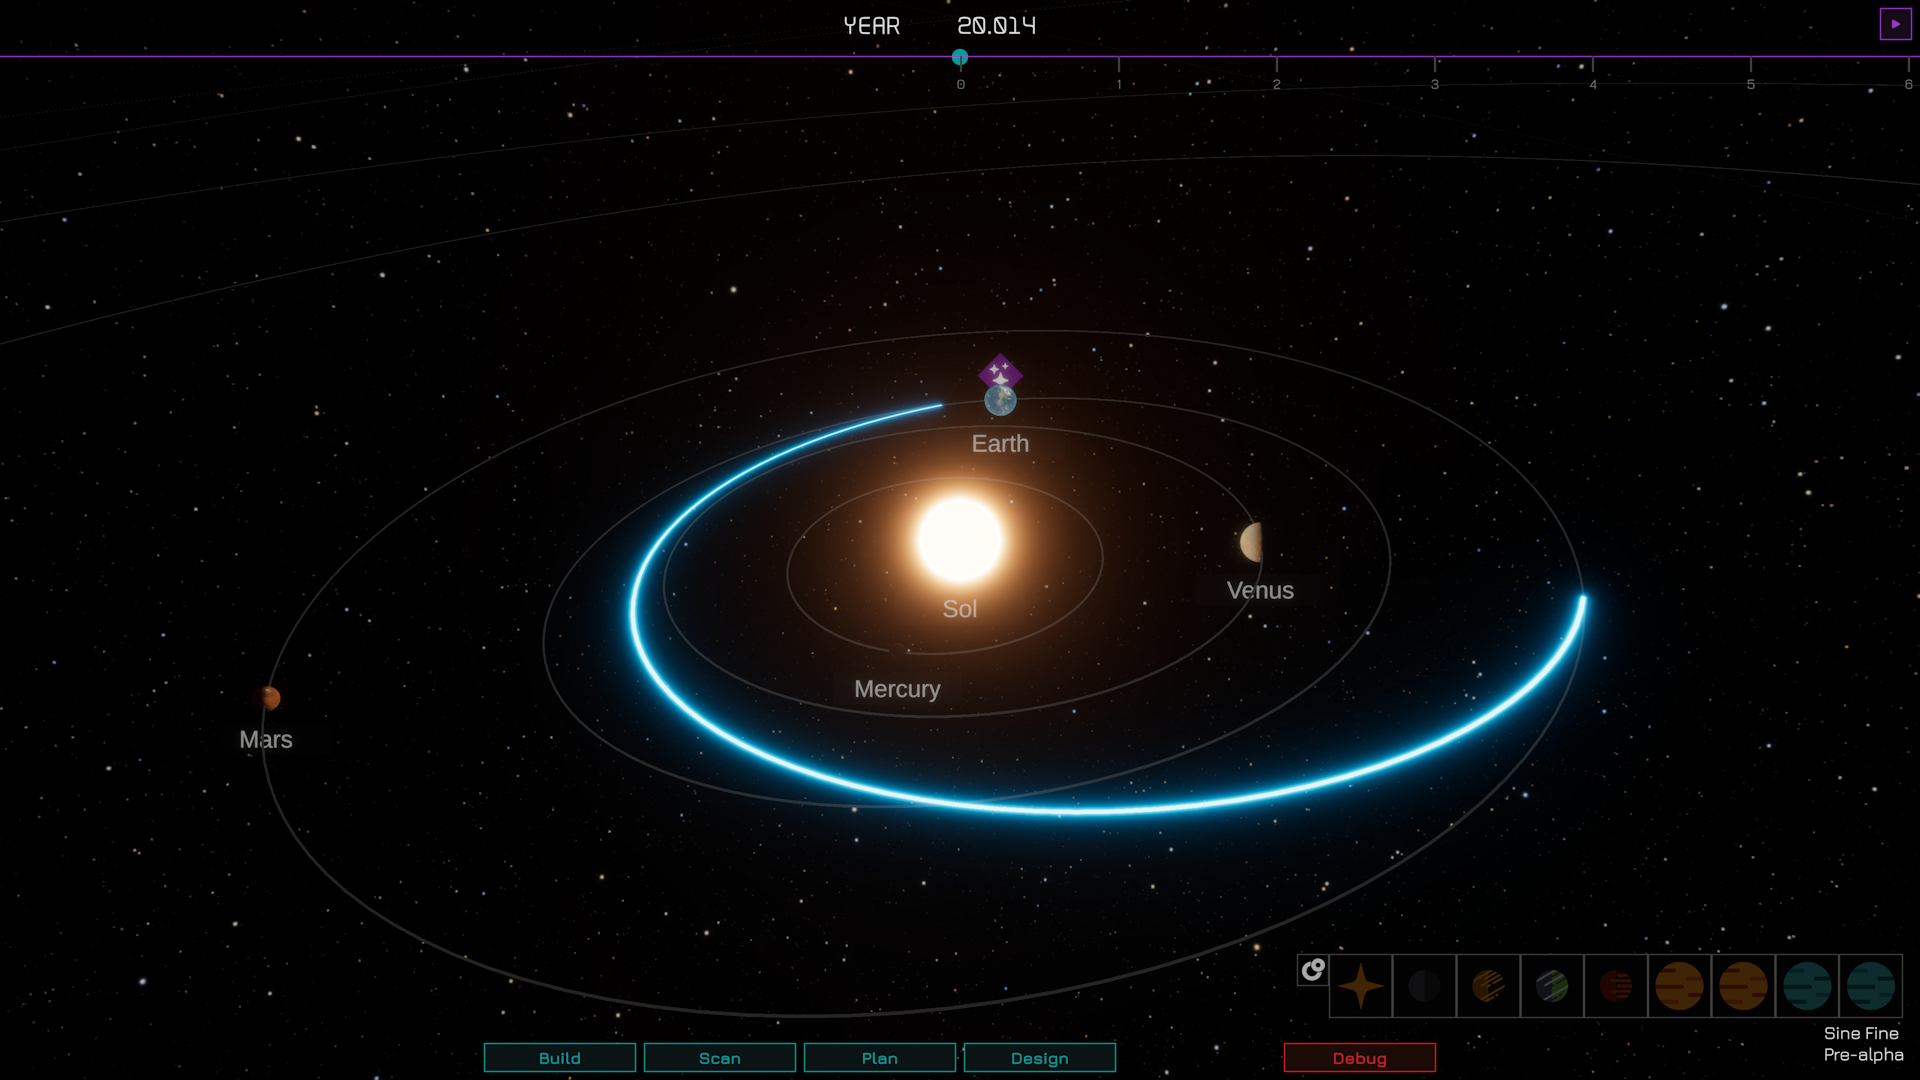 YEAR 20.014
0 1 2 3 4 5 6
Earth
Venus
Sol
Mercury
Mars
Sine Fine
Pre-alpha
Build Scan Plan Design Debug